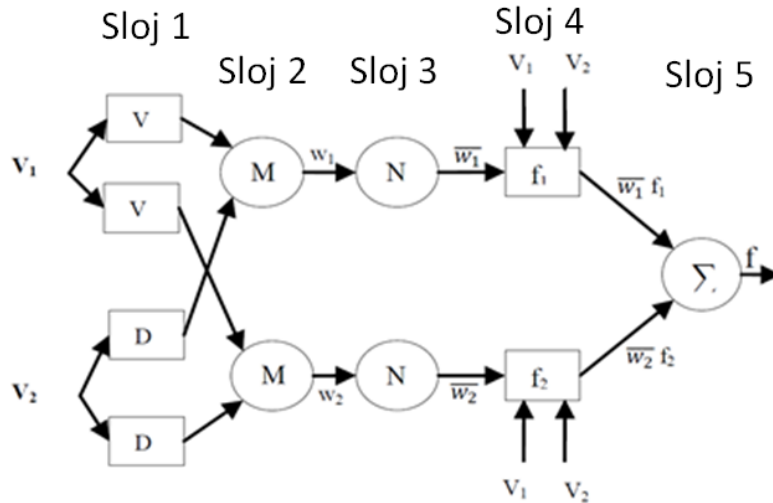 Sloj 1
Sloj 2
Sloj 3
Sloj 4
Sloj 5
V₁ V₂
V₁
V
V
M
w₁
N
w̅₁
f₁
w̅₁ f₁
Σ
f
V₂
D
D
M
w₂
N
w̅₂
f₂
w̅₂ f₂
V₁ V₂